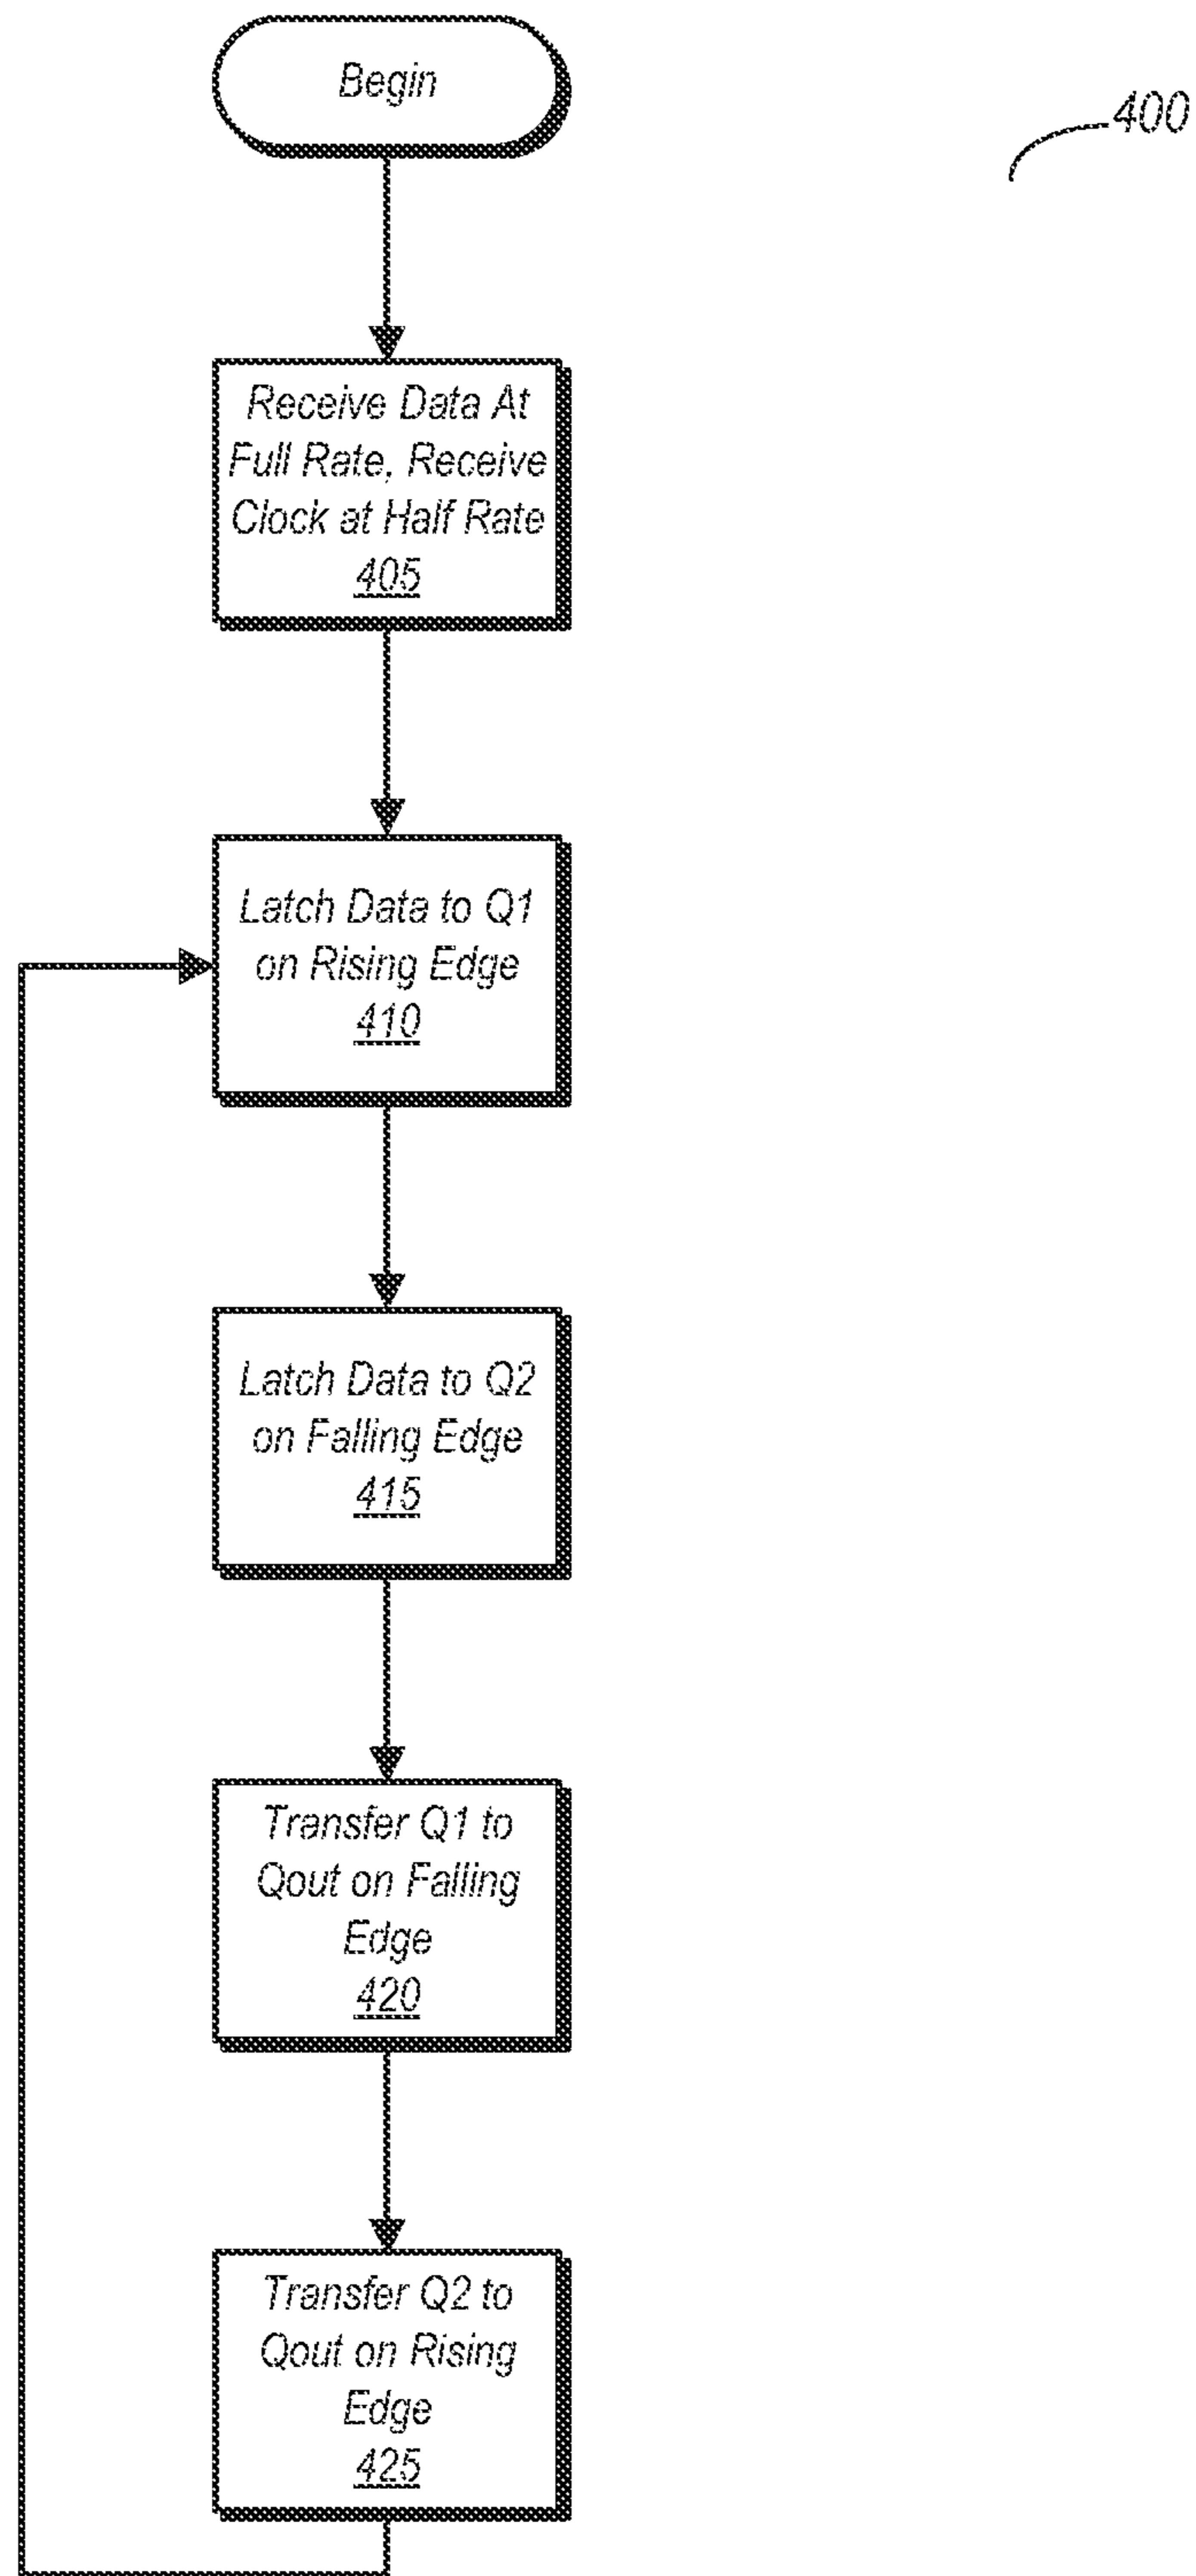 Begin
400
Receive Data At
Full Rate, Receive
Clock at Half Rate
405
Latch Data to Q1
on Rising Edge
410
Latch Data to Q2
on Falling Edge
415
Transfer Q1 to
Qout on Falling
Edge
420
Transfer Q2 to
Qout on Rising
Edge
425